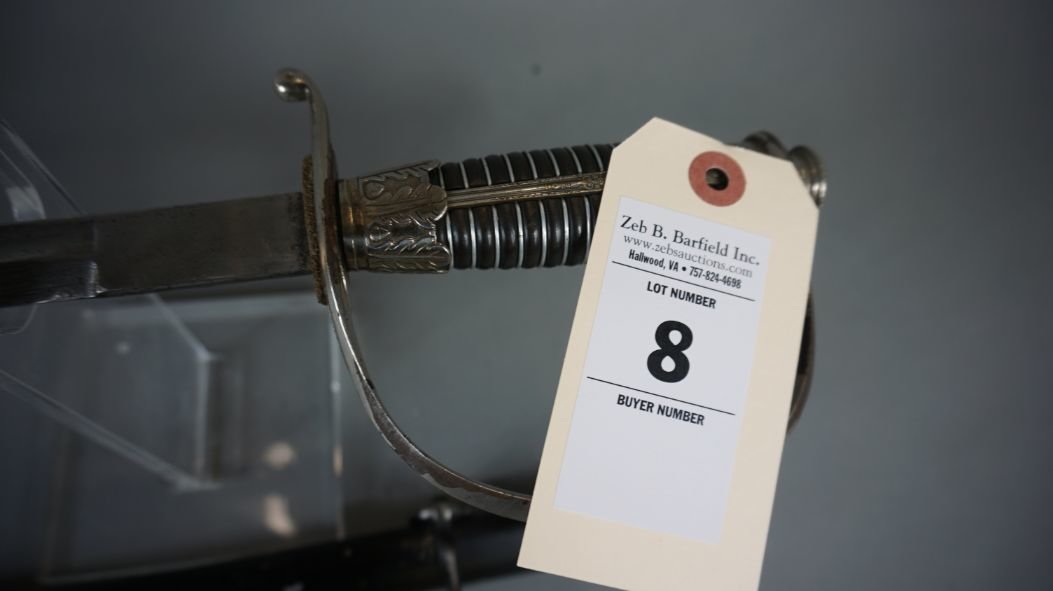 Zeb B. Barfield Inc.
www.zebsauctions.com
Hallwood, VA • 757-824-4698
LOT NUMBER
8
BUYER NUMBER